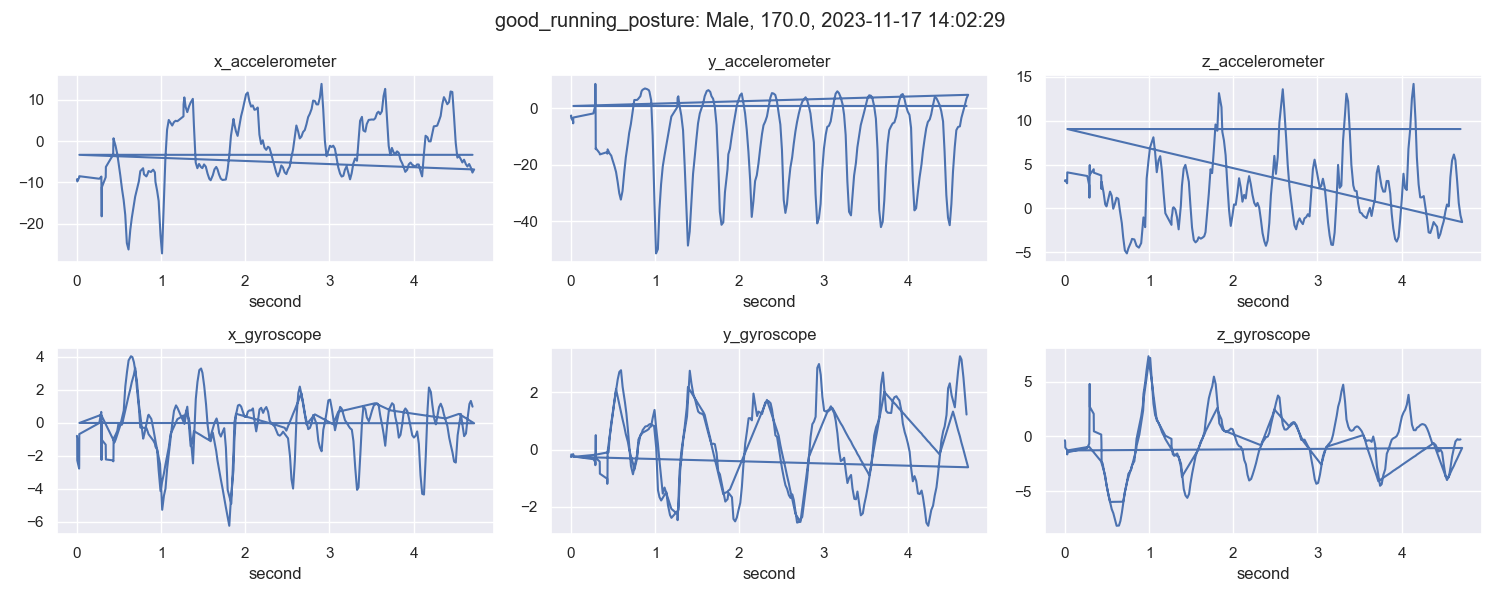 good_running_posture: Male, 170.0, 2023-11-17 14:02:29
x_accelerometer
10
0
−10
−20
0 1 2 3 4
second
y_accelerometer
0
−20
−40
0 1 2 3 4
second
z_accelerometer
15
10
5
0
−5
0 1 2 3 4
second
x_gyroscope
4
2
0
−2
−4
−6
0 1 2 3 4
second
y_gyroscope
2
0
−2
0 1 2 3 4
second
z_gyroscope
5
0
−5
0 1 2 3 4
second